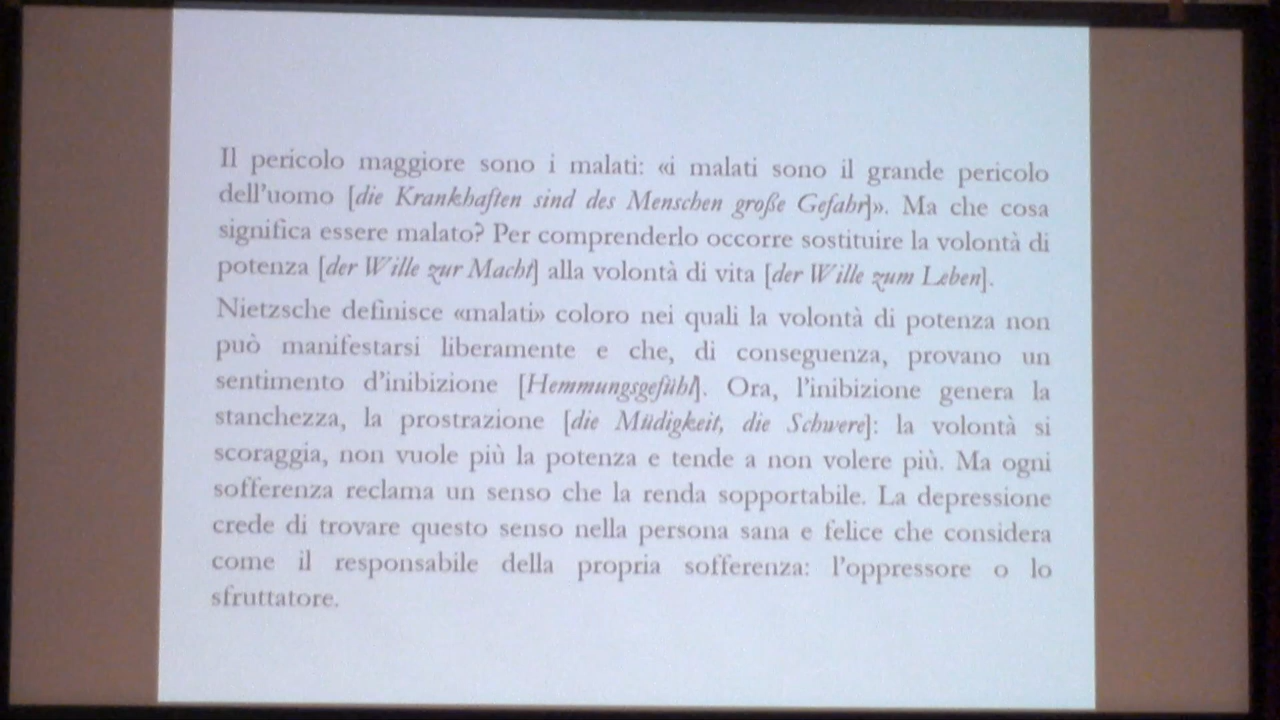 Il pericolo maggiore sono i malati: «i malati sono il grande pericolo
dell'uomo [die Krankhaften sind des Menschen große Gefahr]». Ma che cosa
significa essere malato? Per comprenderlo occorre sostituire la volontà di
potenza [der Wille zur Macht] alla volontà di vita [der Wille zum Leben].
Nietzsche definisce «malati» coloro nei quali la volontà di potenza non
può manifestarsi liberamente e che, di conseguenza, provano un
sentimento d'inibizione [Hemmungsgefühl]. Ora, l'inibizione genera la
stanchezza, la prostrazione [die Müdigkeit, die Schwere]: la volontà si
scoraggia, non vuole più la potenza e tende a non volere più. Ma ogni
sofferenza reclama un senso che la renda sopportabile. La depressione
crede di trovare questo senso nella persona sana e felice che considera
come il responsabile della propria sofferenza: l'oppressore o lo
sfruttatore.